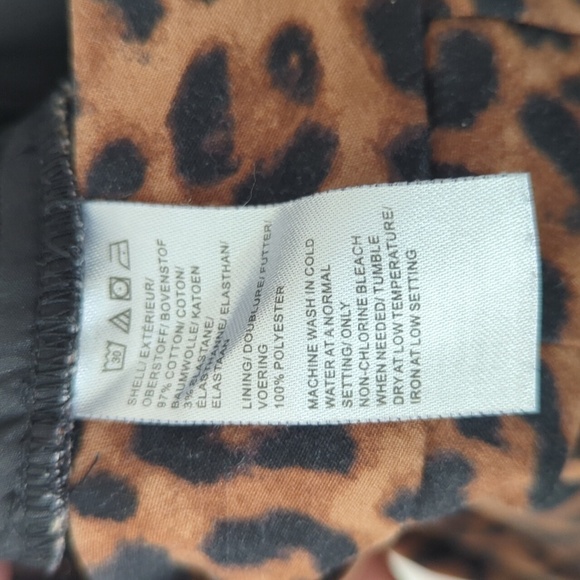 30
SHELL/ EXTÉRIEUR/
OBERSTOFF/ BOVENSTOF
97% COTTON/ COTON/
BAUMWOLLE/ KATOEN
3% ELASTANE/
ÉLASTHANNE/ ELASTHAN/
ELASTAAN
LINING/ DOUBLURE/ FUTTER/
VOERING
100% POLYESTER
MACHINE WASH IN COLD
WATER AT A NORMAL
SETTING/ ONLY
NON-CHLORINE BLEACH
WHEN NEEDED/ TUMBLE
DRY AT LOW TEMPERATURE/
IRON AT LOW SETTING